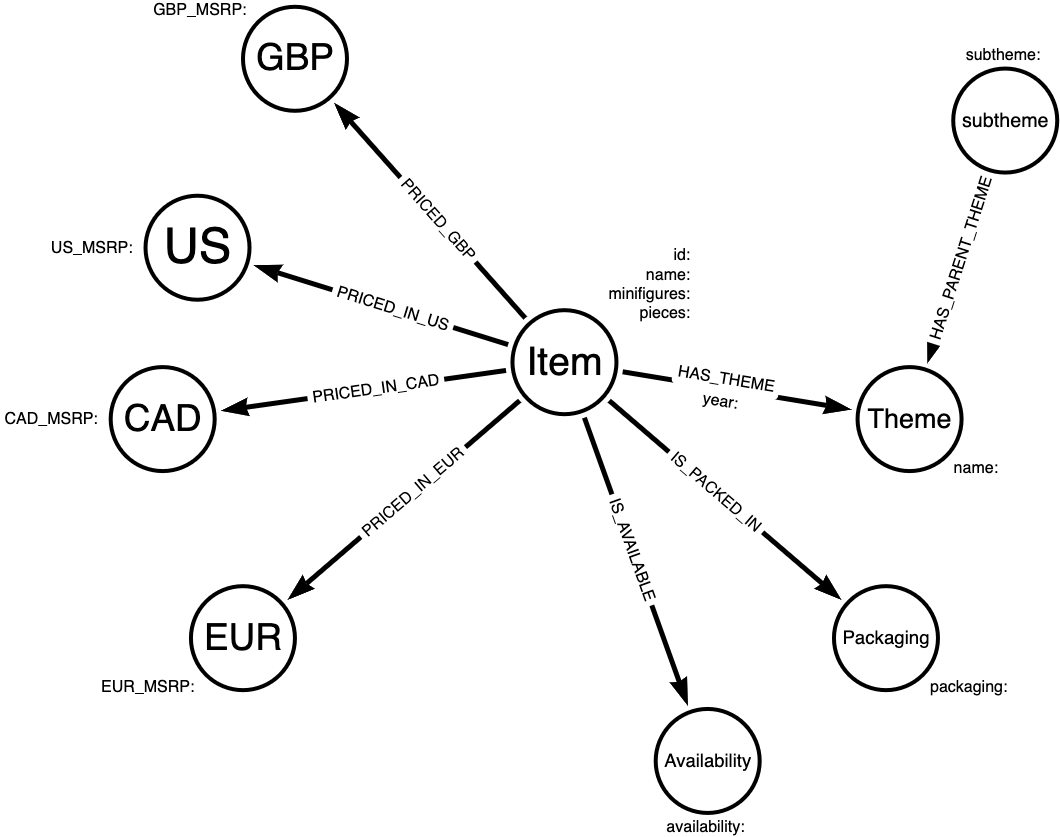 GBP_MSRP:
GBP
subtheme:
subtheme
PRICED_GBP
HAS_PARENT_THEME
US_MSRP:
US
PRICED_IN_US
id:
name:
minifigures:
pieces:
Item
PRICED_IN_CAD
CAD_MSRP:
CAD
HAS_THEME
year:
Theme
name:
PRICED_IN_EUR
IS_PACKED_IN
IS_AVAILABLE
EUR
EUR_MSRP:
Packaging
packaging:
Availability
availability: